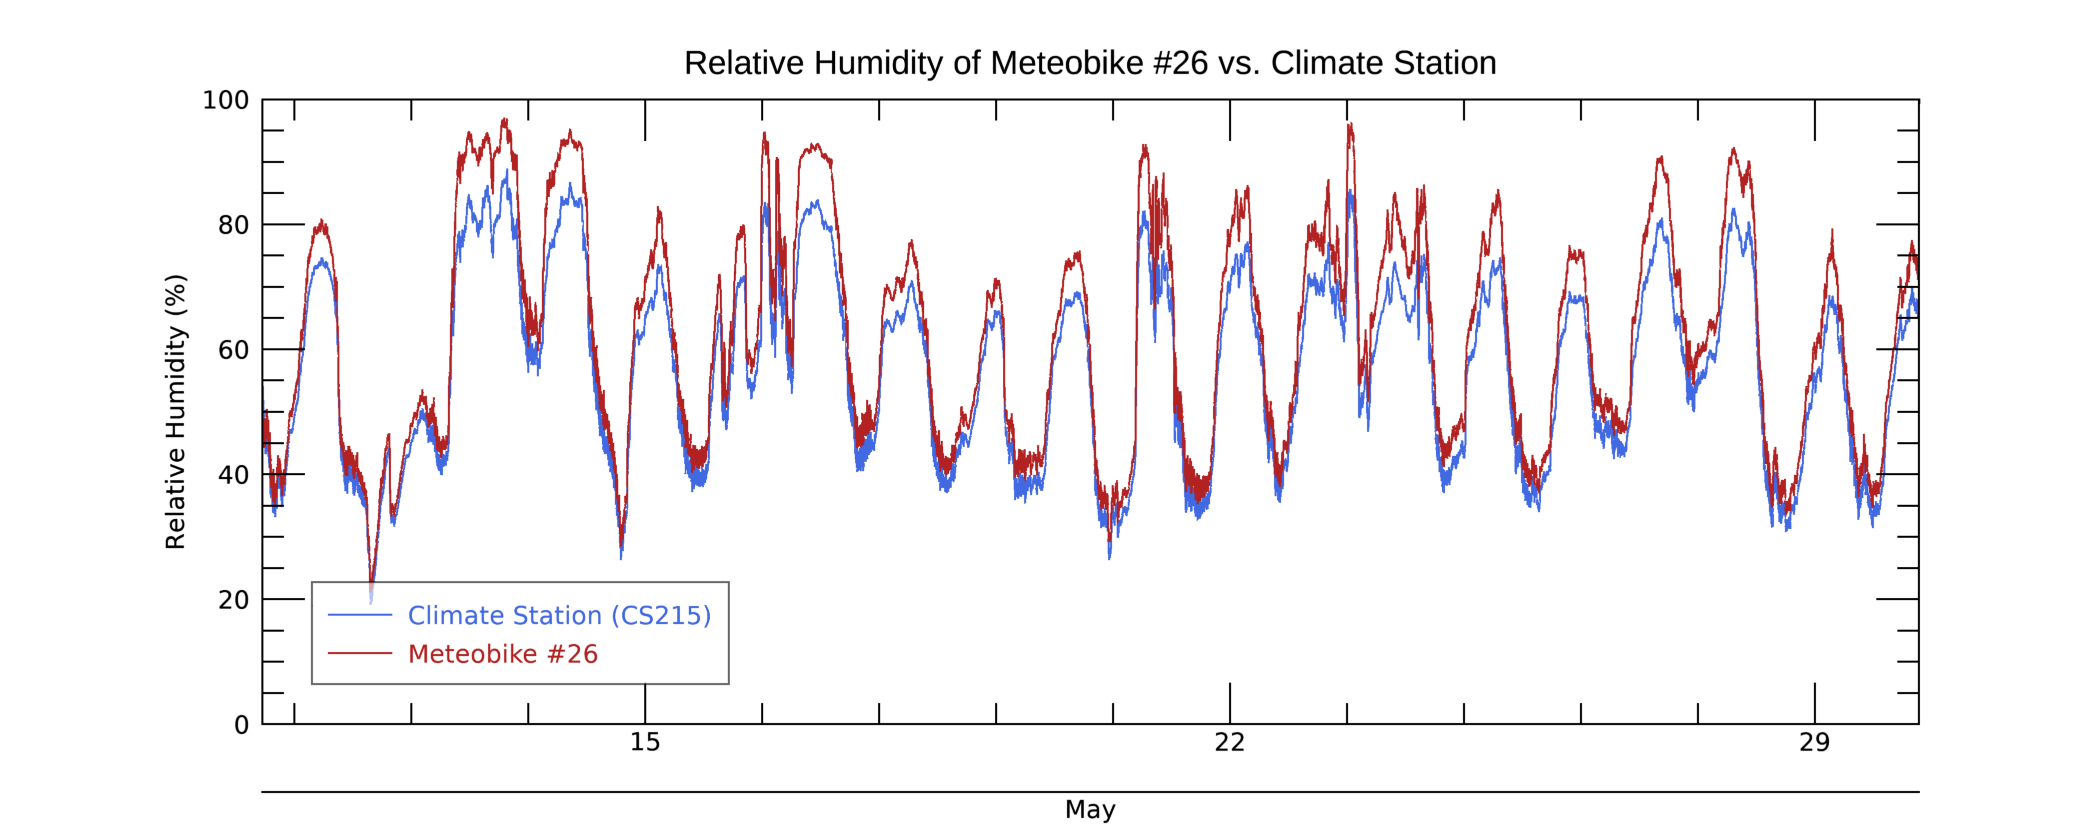 Relative Humidity of Meteobike #26 vs. Climate Station
Relative Humidity (%)
100
80
60
40
20
0
Climate Station (CS215)
Meteobike #26
15
22
29
May